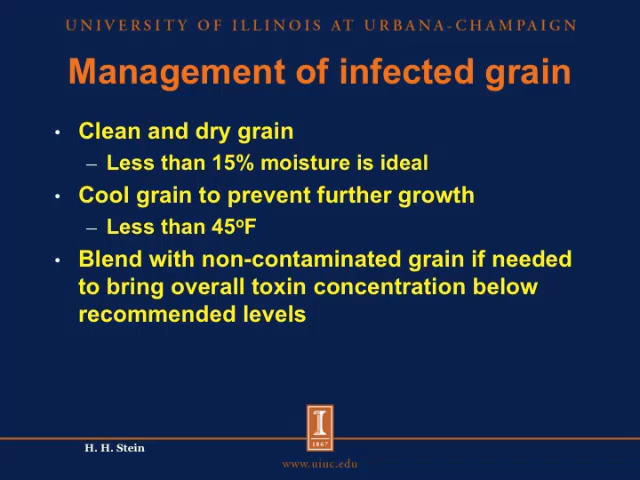 UNIVERSITY OF ILLINOIS AT URBANA-CHAMPAIGN
Management of infected grain
• Clean and dry grain
– Less than 15% moisture is ideal
• Cool grain to prevent further growth
– Less than 45ºF
• Blend with non-contaminated grain if needed
to bring overall toxin concentration below
recommended levels
I
1867
H. H. Stein
www.uiuc.edu